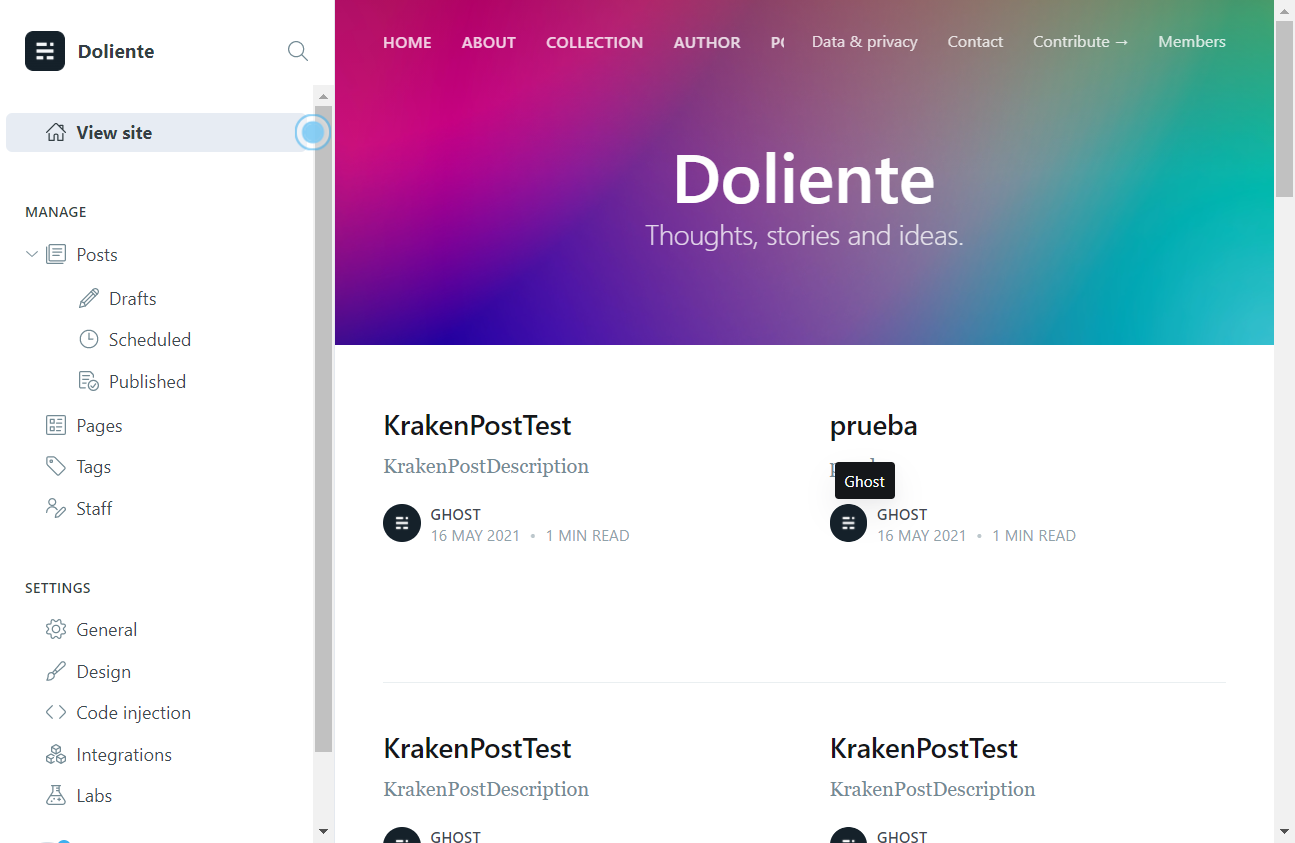 Doliente
View site
MANAGE
Posts
Drafts
Scheduled
Published
Pages
Tags
Staff
SETTINGS
General
Design
Code injection
Integrations
Labs
HOME ABOUT COLLECTION AUTHOR Data & privacy Contact Contribute → Members
Doliente
Thoughts, stories and ideas.
KrakenPostTest
KrakenPostDescription
GHOST
16 MAY 2021 • 1 MIN READ
prueba
Ghost
GHOST
16 MAY 2021 • 1 MIN READ
KrakenPostTest
KrakenPostDescription
GHOST
KrakenPostTest
KrakenPostDescription
GHOST